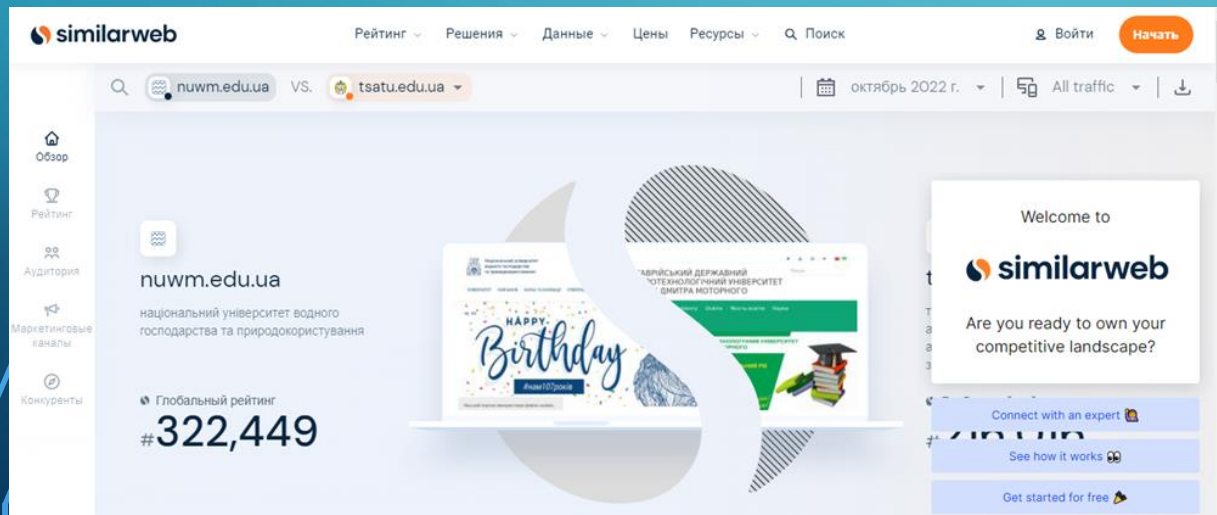 similarweb
Рейтинг Решения Данные Цены Ресурсы Поиск Войти Начать
nuwm.edu.ua VS. tsatu.edu.ua октябрь 2022 г. All traffic
Обзор
Рейтинг
Аудитория
Маркетинговые
каналы
Конкуренты
nuwm.edu.ua
національний університет водного
господарства та природокористування
Глобальный рейтинг
#322,449
HAPPY
Birthday
#нам107років
ДЕРЖАВНИЙ
УНІВЕРСИТЕТ
ДМИТРА МОТОРНОГО
Welcome to
similarweb
Are you ready to own your
competitive landscape?
Connect with an expert
See how it works
Get started for free